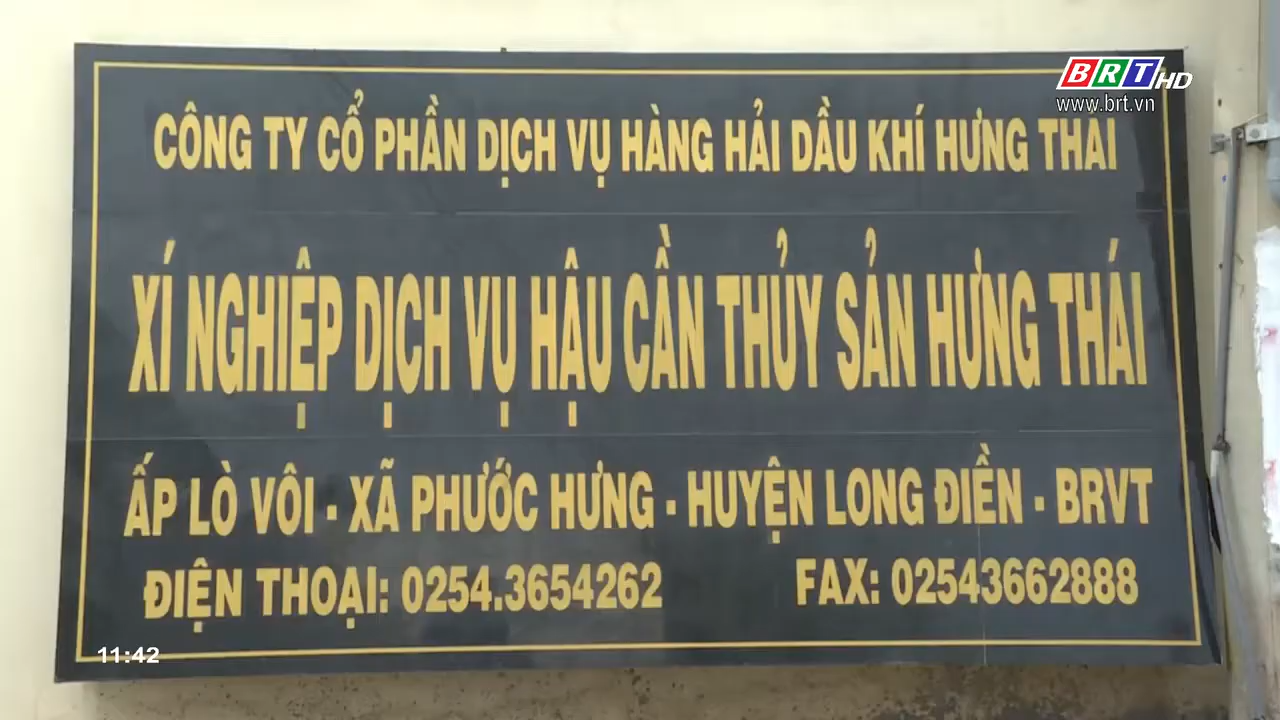 BRT HD
www.brt.vn
CÔNG TY CỔ PHẦN DỊCH VỤ HÀNG HẢI DẦU KHÍ HƯNG THÁI
XÍ NGHIỆP DỊCH VỤ HẬU CẦN THỦY SẢN HƯNG THÁI
ẤP LÒ VÔI - XÃ PHƯỚC HƯNG - HUYỆN LONG ĐIỀN - BRVT
ĐIỆN THOẠI: 0254.3654262 FAX: 02543662888
11:42